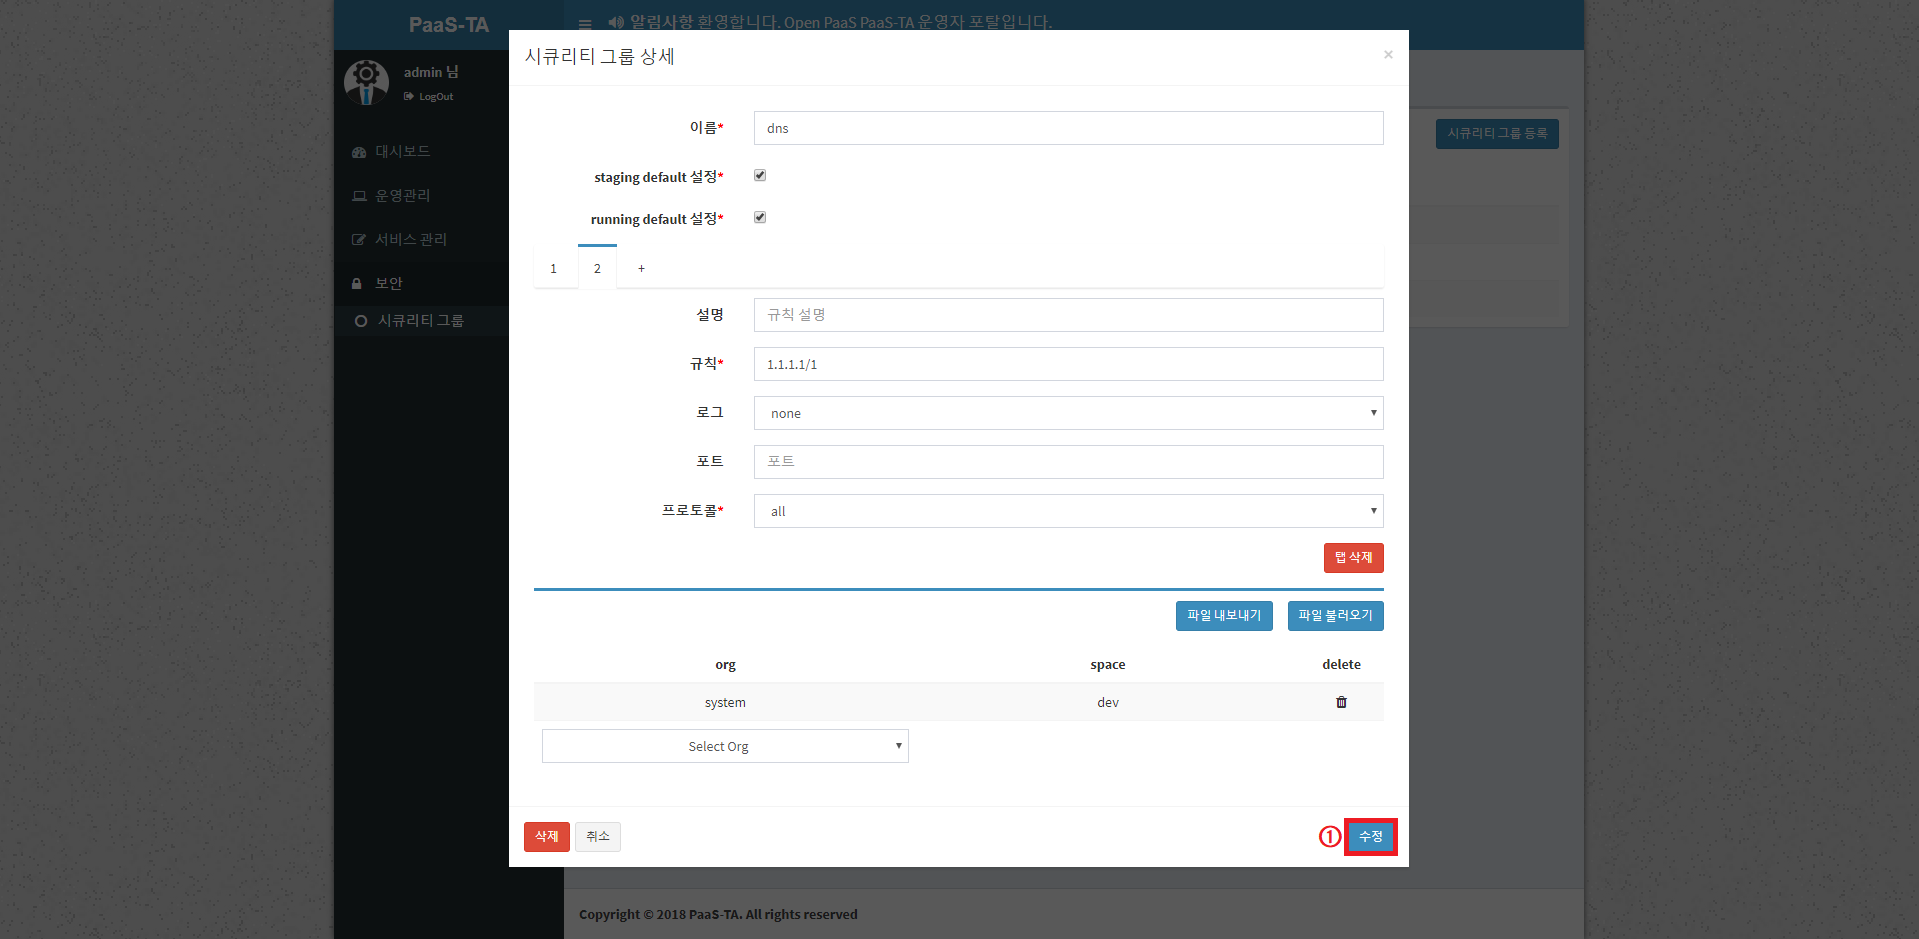 PaaS-TA
알림사항 환영합니다. Open PaaS PaaS-TA 운영자 포탈입니다.
admin 님
LogOut
대시보드
운영관리
서비스 관리
보안
시큐리티 그룹
시큐리티 그룹 등록
시큐리티 그룹 상세
×
이름*
dns
staging default 설정*
running default 설정*
1 2 +
설명
규칙 설명
규칙*
1.1.1.1/1
로그
none
포트
포트
프로토콜*
all
탭 삭제
파일 내보내기 파일 불러오기
org space delete
system dev
Select Org
삭제 취소 ① 수정
Copyright © 2018 PaaS-TA. All rights reserved